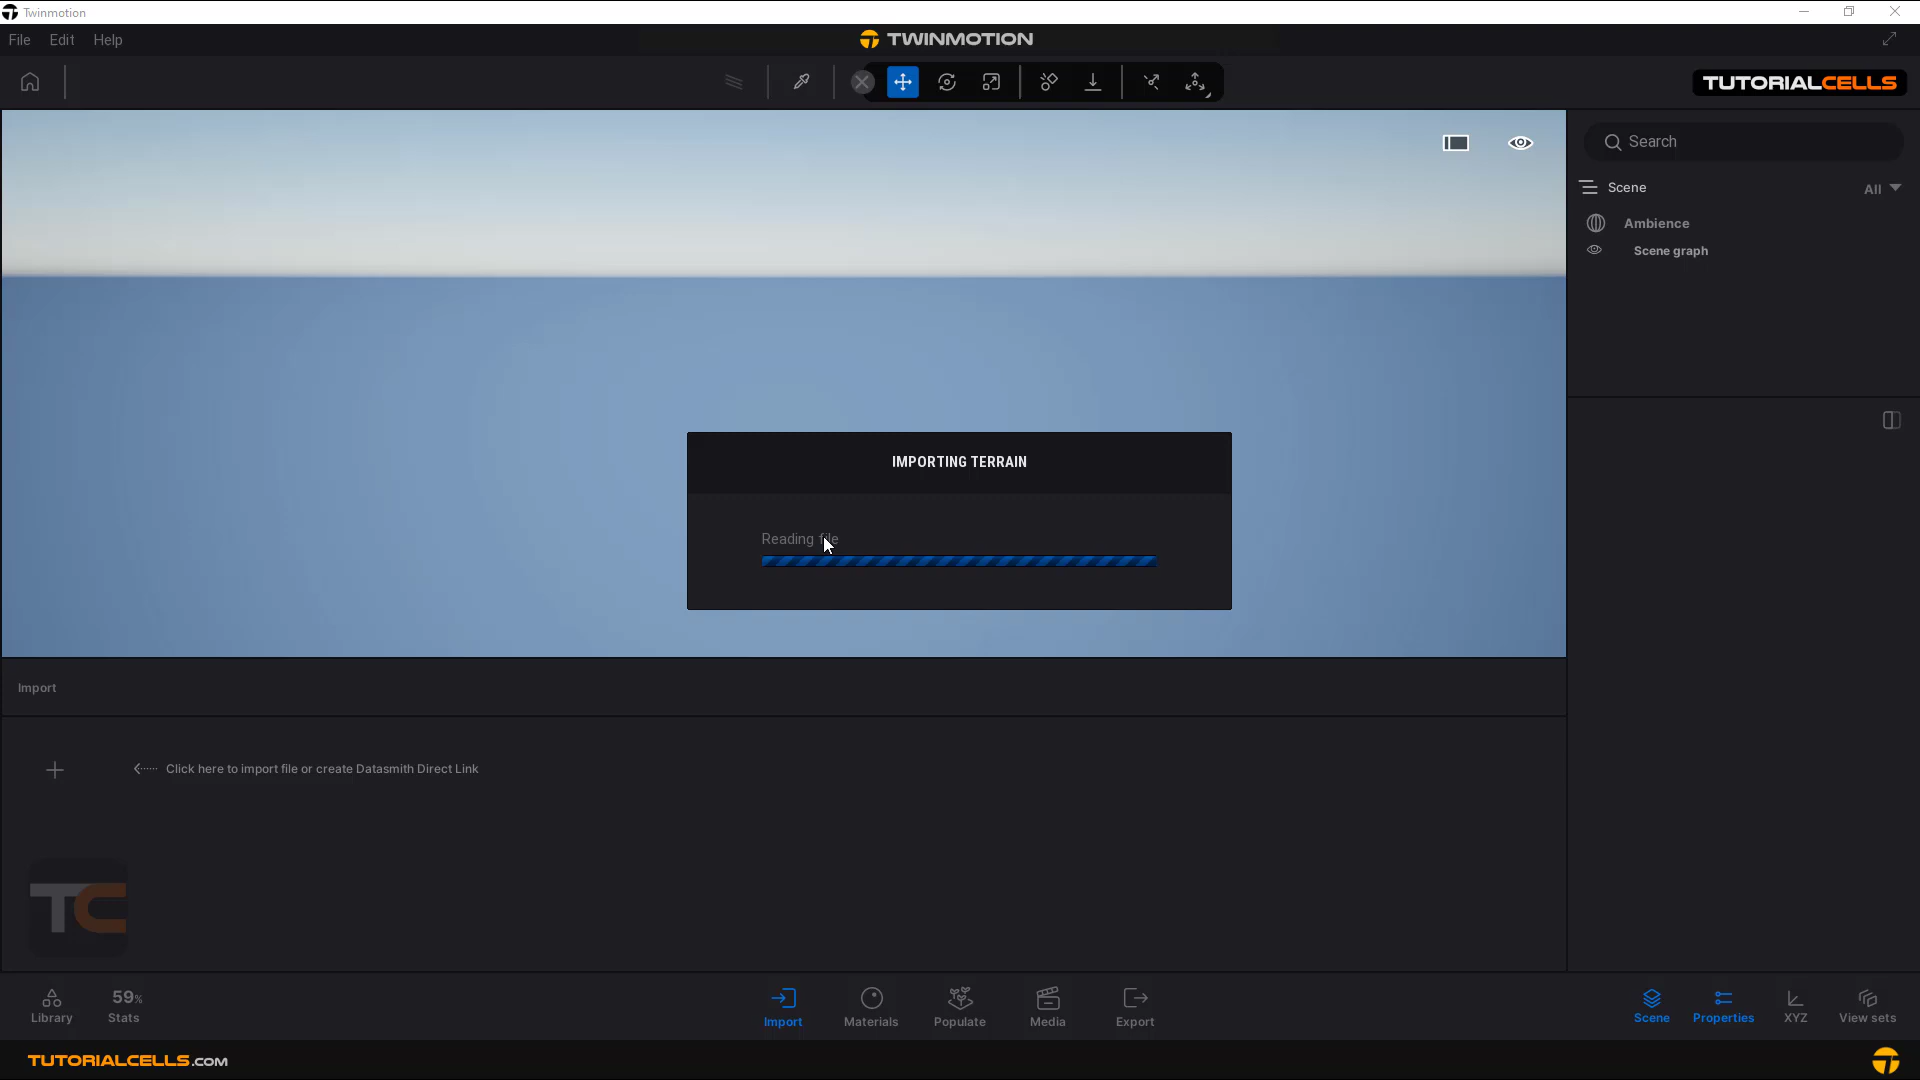 Twinmotion
File Edit Help
TWINMOTION
TUTORIALCELLS
Search
Scene All
Ambience
Scene graph
IMPORTING TERRAIN
Reading file
Import
Click here to import file or create Datasmith Direct Link
TC
59%
Library Stats Import Materials Populate Media Export Scene Properties XYZ View sets
TUTORIALCELLS.COM